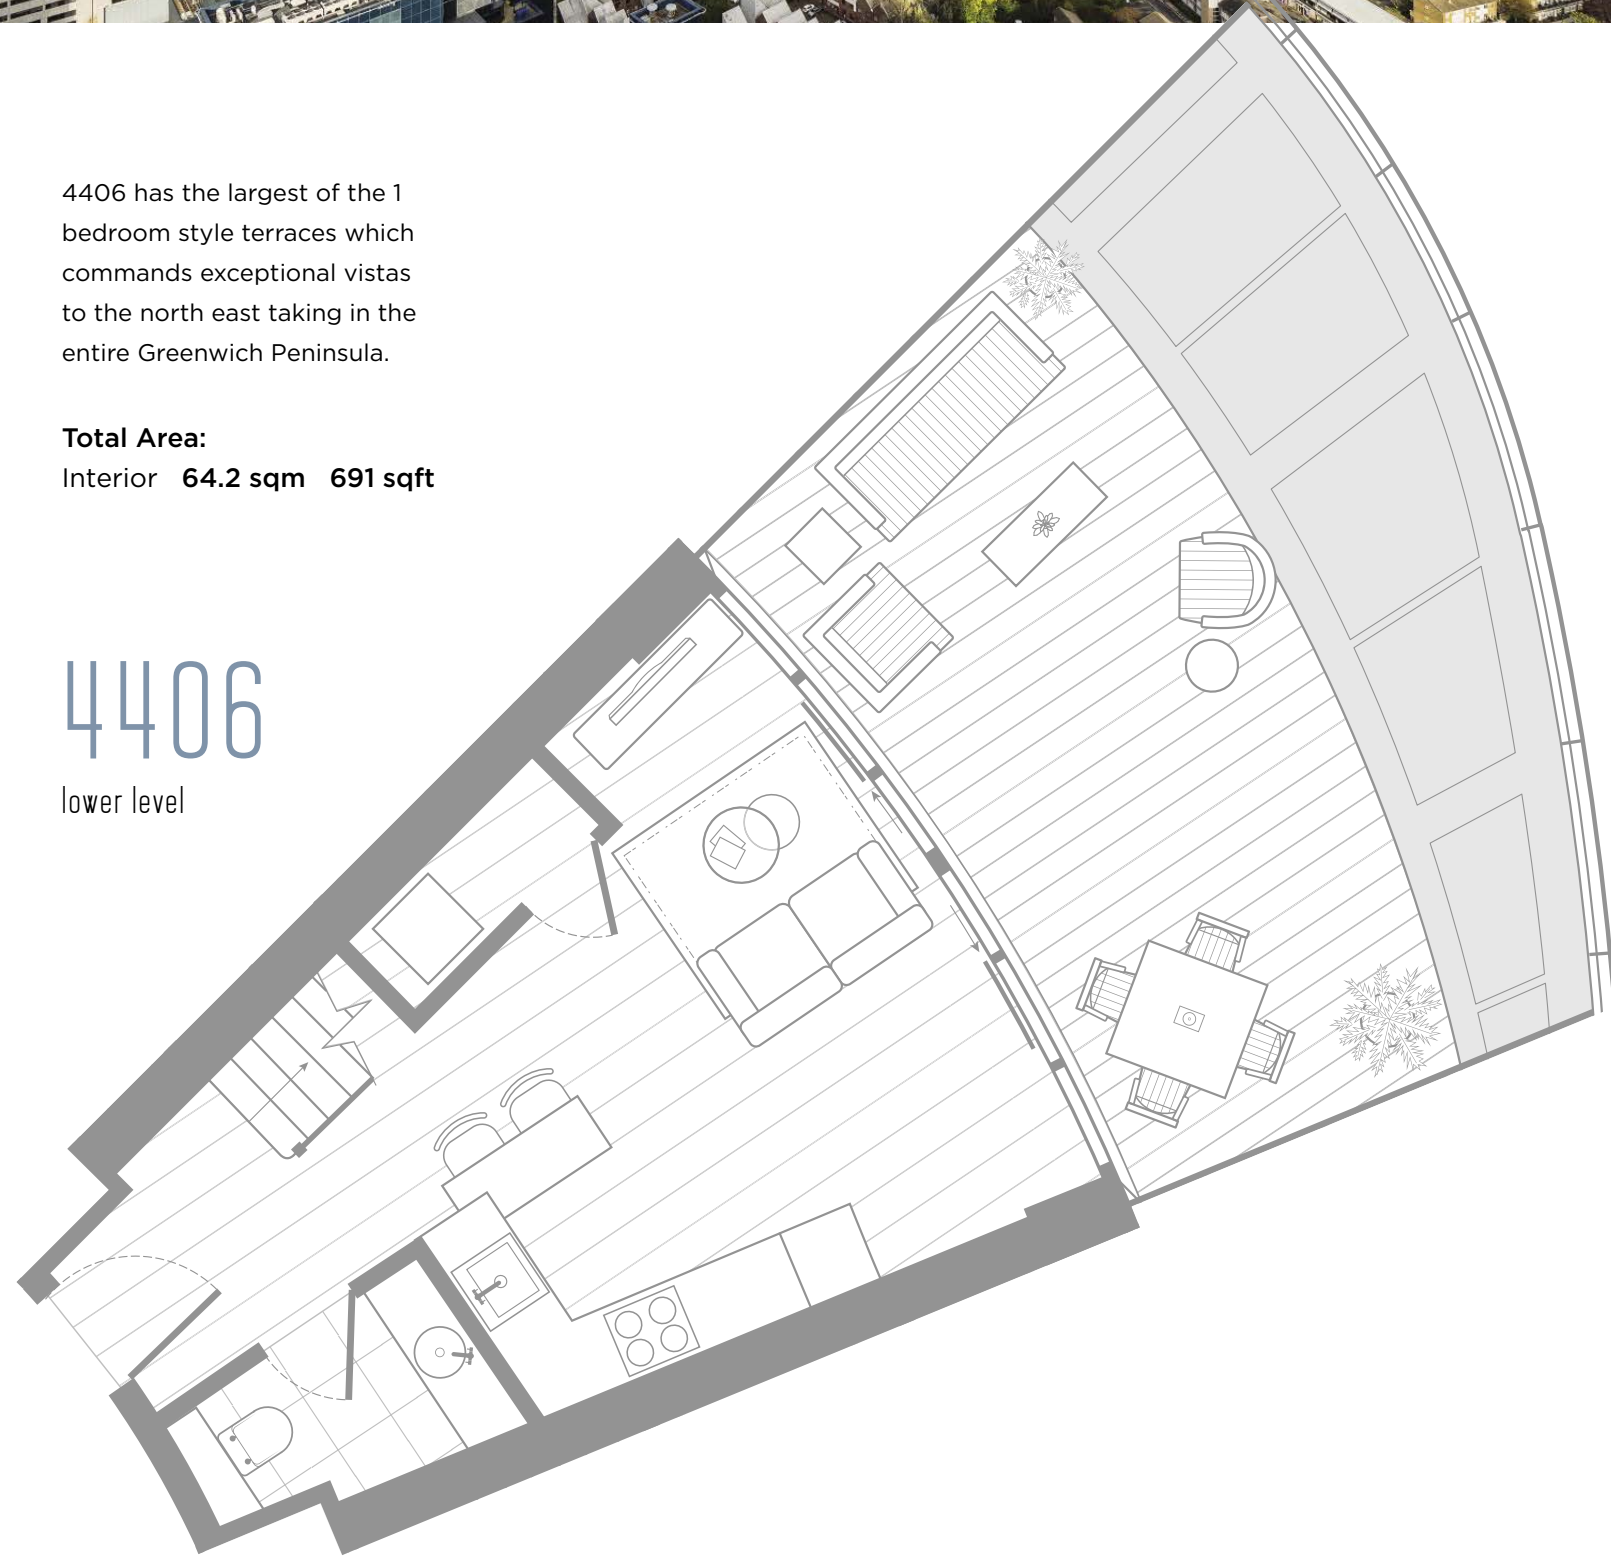 4406 has the largest of the 1
bedroom style terraces which
commands exceptional vistas
to the north east taking in the
entire Greenwich Peninsula.
Total Area:
Interior 64.2 sqm 691 sqft
4406
lower level